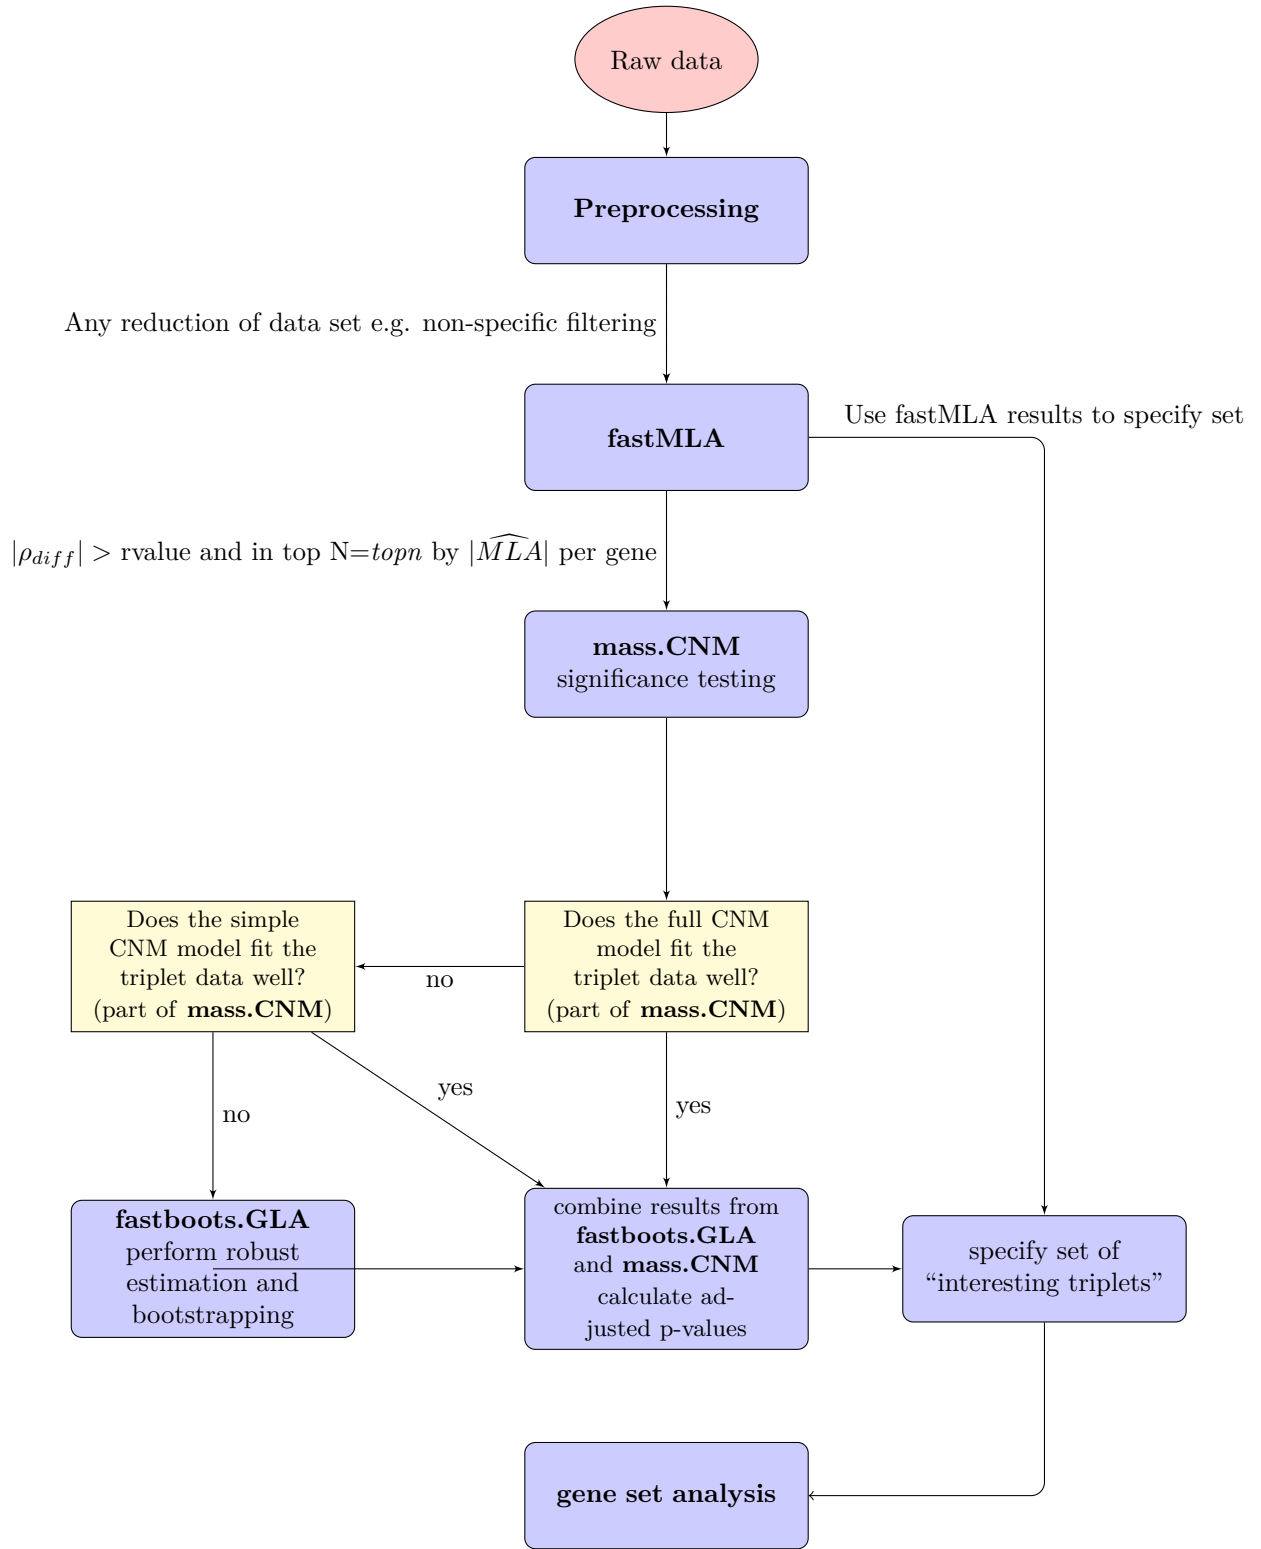 Raw data
Preprocessing
Any reduction of data set e.g. non-specific filtering
fastMLA
Use fastMLA results to specify set
|ρ_{diff}| > rvalue and in top N=topn by |\widehat{MLA}| per gene
mass.CNM
significance testing
Does the simple
CNM model fit the
triplet data well?
(part of mass.CNM)
no
Does the full CNM
model fit the
triplet data well?
(part of mass.CNM)
yes
no
yes
fastboots.GLA
perform robust
estimation and
bootstrapping
combine results from
fastboots.GLA
and mass.CNM
calculate ad-
justed p-values
specify set of
“interesting triplets”
gene set analysis